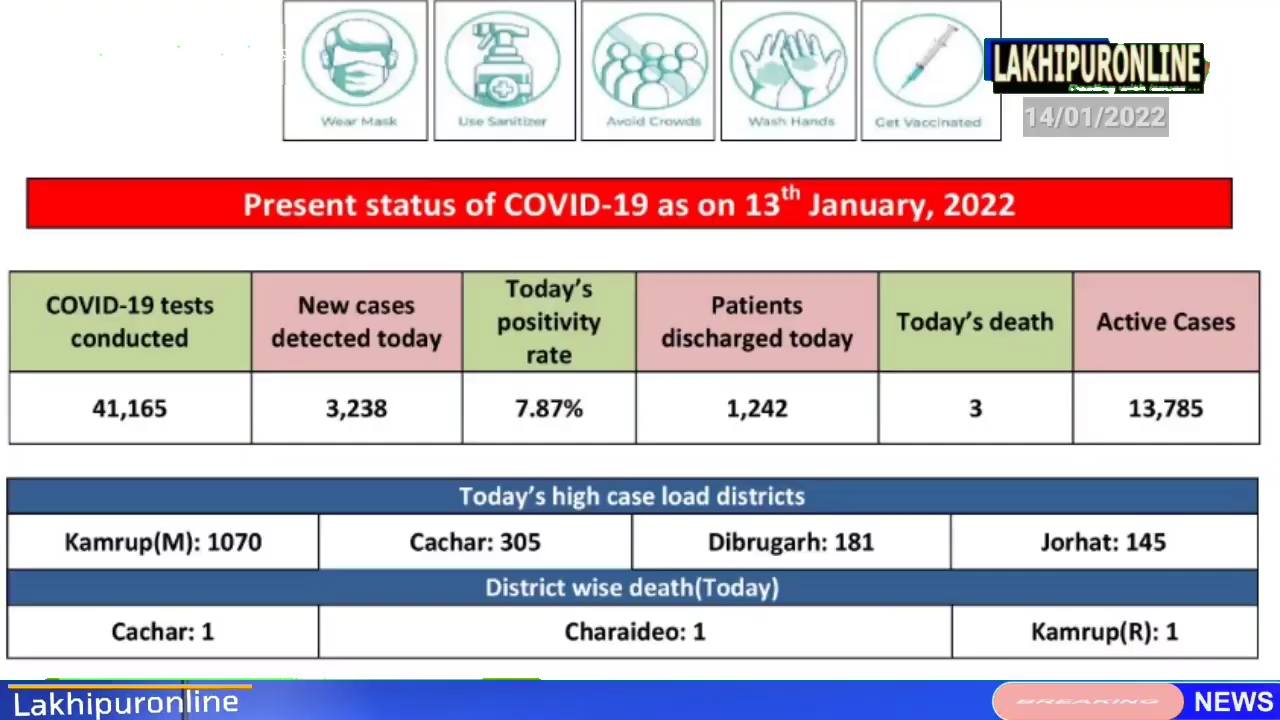 Wear Mask
Use Sanitizer
Avoid Crowds
Wash Hands
Get Vaccinated
LAKHIPURONLINE
14/01/2022
Present status of COVID-19 as on 13th January, 2022
COVID-19 tests
conducted
New cases
detected today
Today's
positivity
rate
Patients
discharged today
Today's death
Active Cases
41,165
3,238
7.87%
1,242
3
13,785
Today's high case load districts
Kamrup(M): 1070
Cachar: 305
Dibrugarh: 181
Jorhat: 145
District wise death(Today)
Cachar: 1
Charaideo: 1
Kamrup(R): 1
Lakhipuronline
BREAKING
NEWS